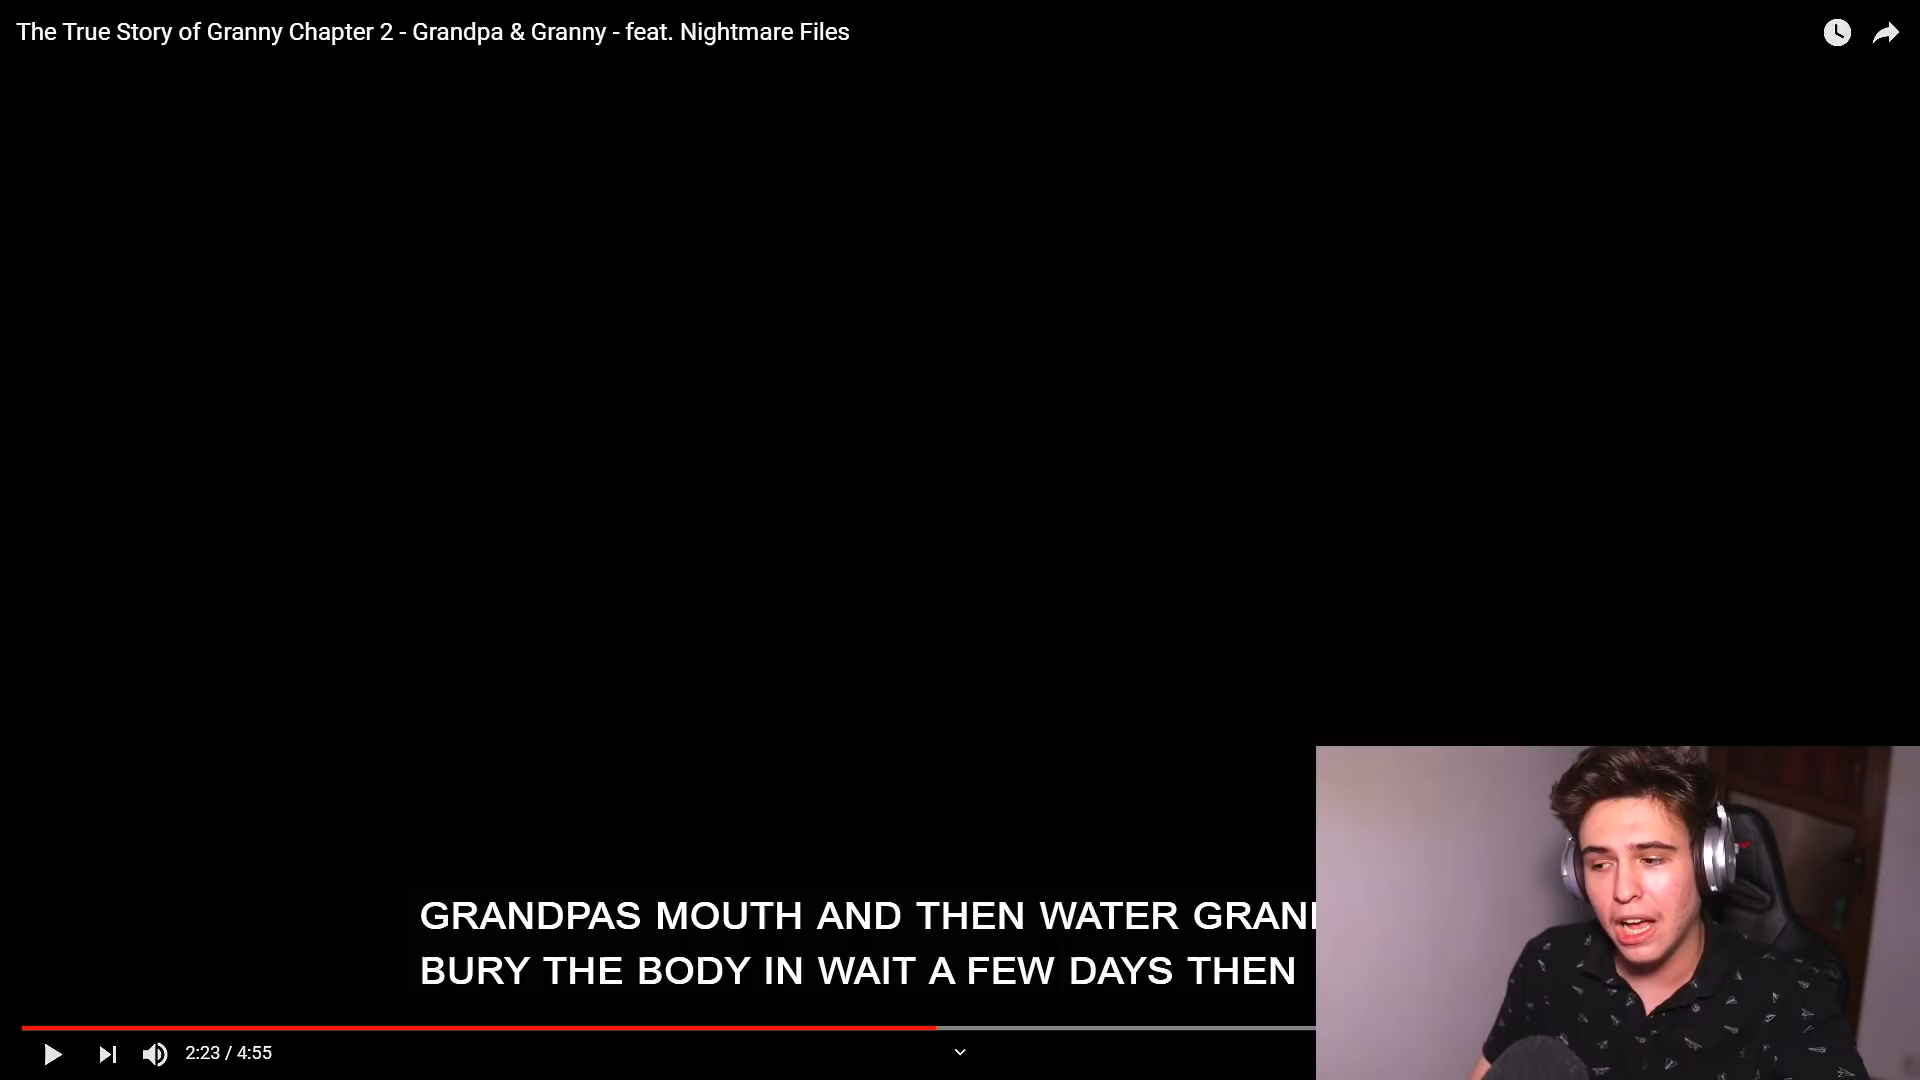 The True Story of Granny Chapter 2 - Grandpa & Granny - feat. Nightmare Files
GRANDPAS MOUTH AND THEN WATER
BURY THE BODY IN WAIT A FEW DAYS THEN
2:23 / 4:55